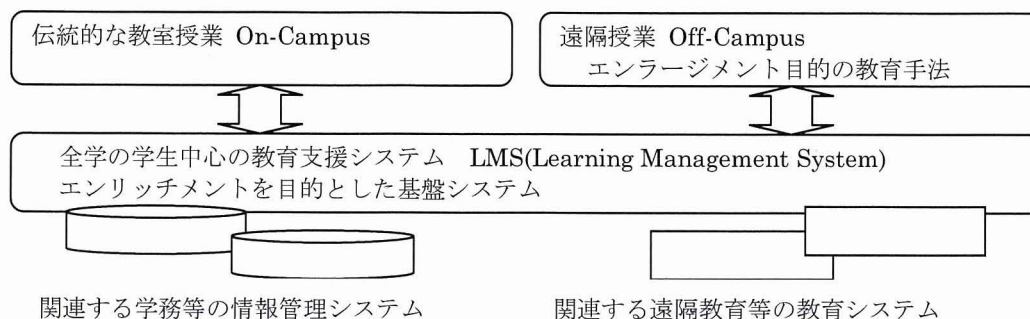 伝統的な教室授業 On-Campus
遠隔授業 Off-Campus
エンラージメント目的の教育手法
全学の学生中心の教育支援システム LMS(Learning Management System)
エンリッチメントを目的とした基盤システム
関連する学務等の情報管理システム
関連する遠隔教育等の教育システム